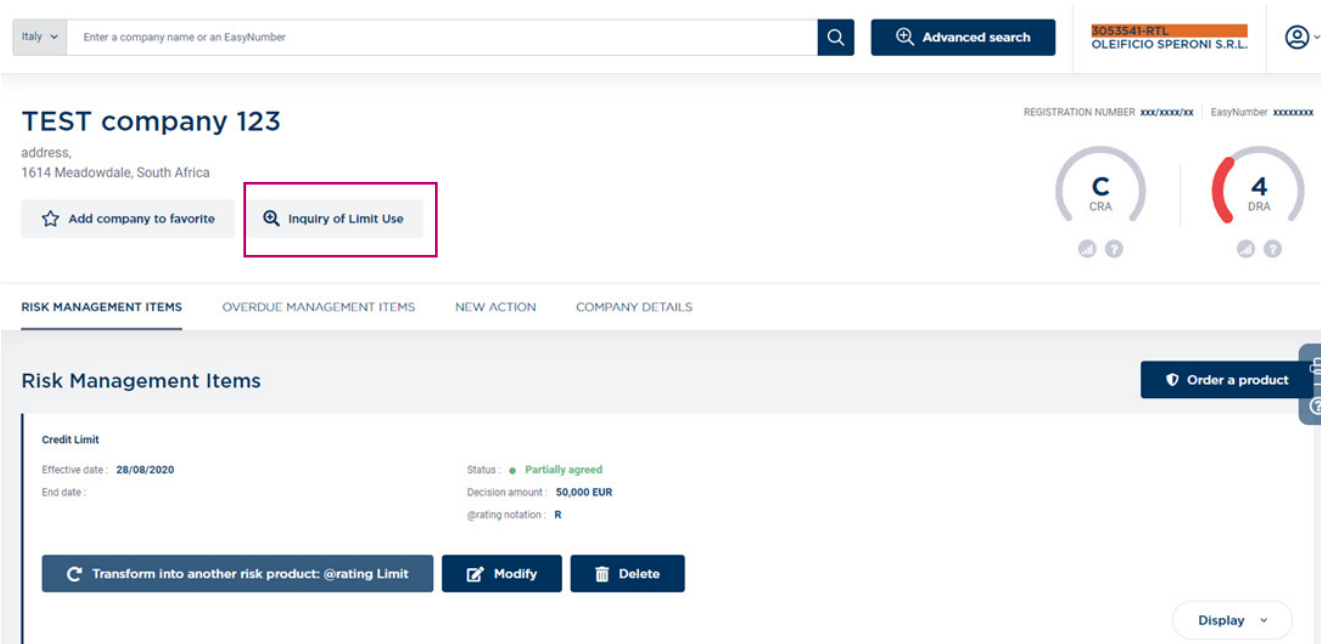 Italy
Enter a company name or an EasyNumber
Advanced search
3053541-RTL
OLEIFICIO SPERONI S.R.L.
TEST company 123
REGISTRATION NUMBER xxx/xxxx/xx EasyNumber xxxxxxxx
address,
1614 Meadowdale, South Africa
C
CRA
4
DRA
Add company to favorite
Inquiry of Limit Use
RISK MANAGEMENT ITEMS OVERDUE MANAGEMENT ITEMS NEW ACTION COMPANY DETAILS
Risk Management Items
Order a product
Credit Limit
Effective date : 28/08/2020
End date :
Status : Partially agreed
Decision amount : 50,000 EUR
@rating notation : R
Transform into another risk product: @rating Limit
Modify
Delete
Display